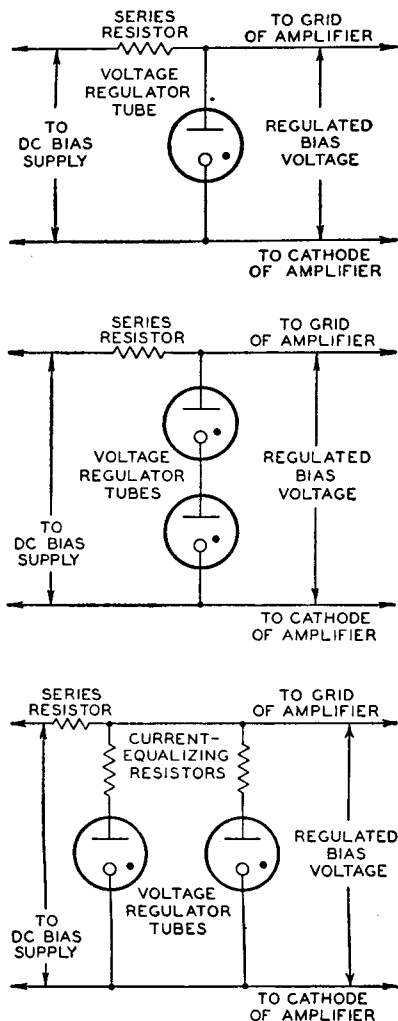 SERIES
RESISTOR
TO GRID
OF AMPLIFIER
VOLTAGE
REGULATOR
TUBE
TO
DC BIAS
SUPPLY
REGULATED
BIAS
VOLTAGE
TO CATHODE
OF AMPLIFIER
SERIES
RESISTOR
TO GRID
OF AMPLIFIER
VOLTAGE
REGULATOR
TUBES
REGULATED
BIAS
VOLTAGE
TO
DC BIAS
SUPPLY
TO CATHODE
OF AMPLIFIER
SERIES
RESISTOR
TO GRID
OF AMPLIFIER
CURRENT-
EQUALIZING
RESISTORS
REGULATED
BIAS
VOLTAGE
VOLTAGE
REGULATOR
TUBES
TO
DC BIAS
SUPPLY
TO CATHODE
OF AMPLIFIER